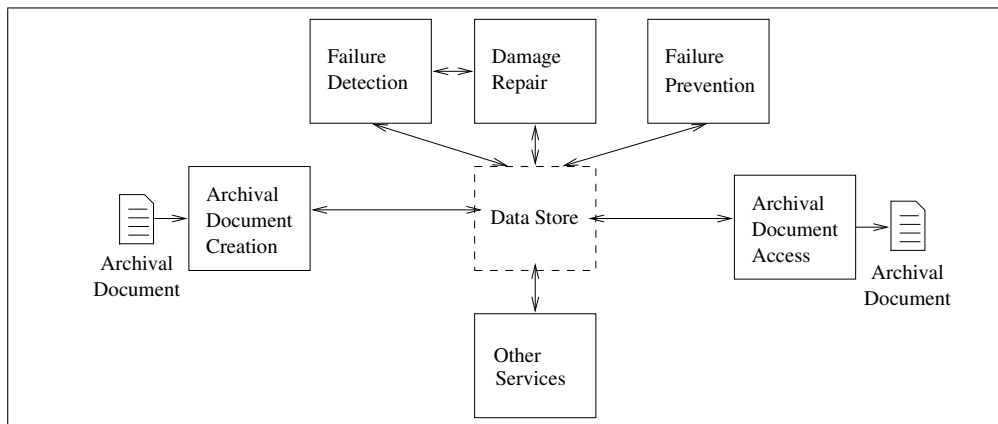 Failure
Detection
Damage
Repair
Failure
Prevention
Archival
Document
Creation
Archival
Document
Data Store
Archival
Document
Access
Archival
Document
Other
Services